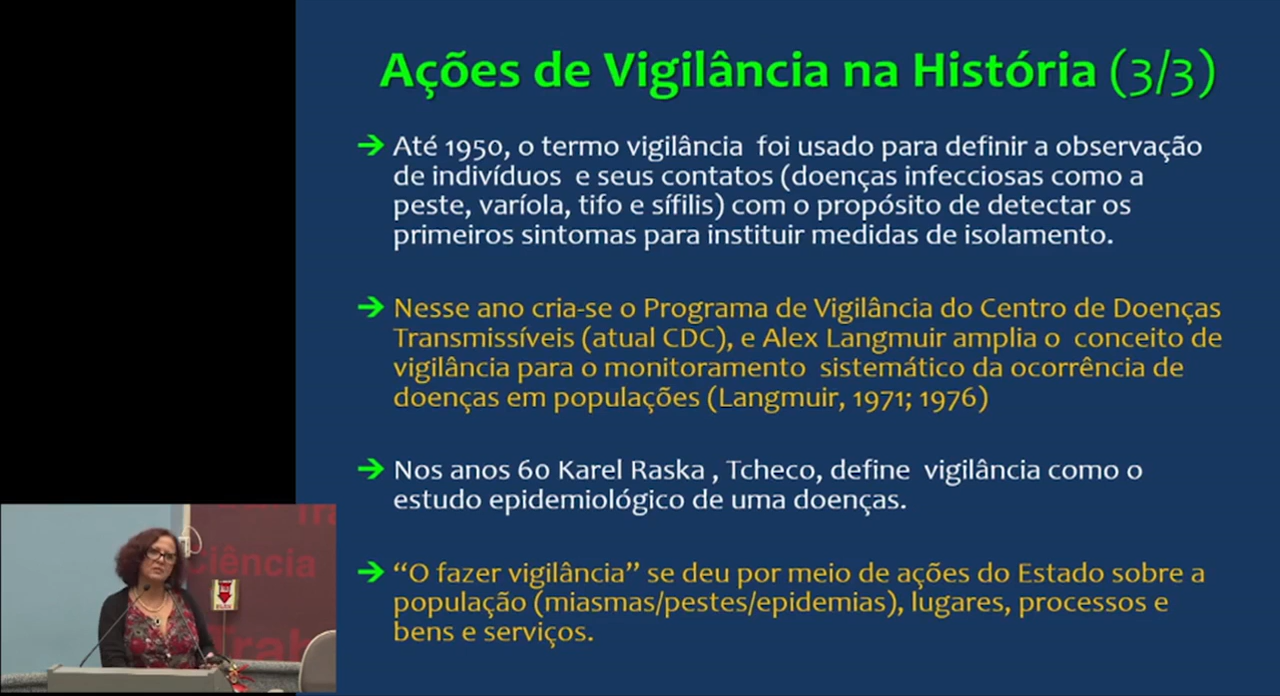 Ações de Vigilância na História (3/3)
Até 1950, o termo vigilância foi usado para definir a observação
de indivíduos e seus contatos (doenças infecciosas como a
peste, varíola, tifo e sífilis) com o propósito de detectar os
primeiros sintomas para instituir medidas de isolamento.
Nesse ano cria-se o Programa de Vigilância do Centro de Doenças
Transmissíveis (atual CDC), e Alex Langmuir amplia o conceito de
vigilância para o monitoramento sistemático da ocorrência de
doenças em populações (Langmuir, 1971; 1976)
Nos anos 60 Karel Raska , Tcheco, define vigilância como o
estudo epidemiológico de uma doenças.
“O fazer vigilância” se deu por meio de ações do Estado sobre a
população (miasmas/pestes/epidemias), lugares, processos e
bens e serviços.
Tra
ciência
Trab